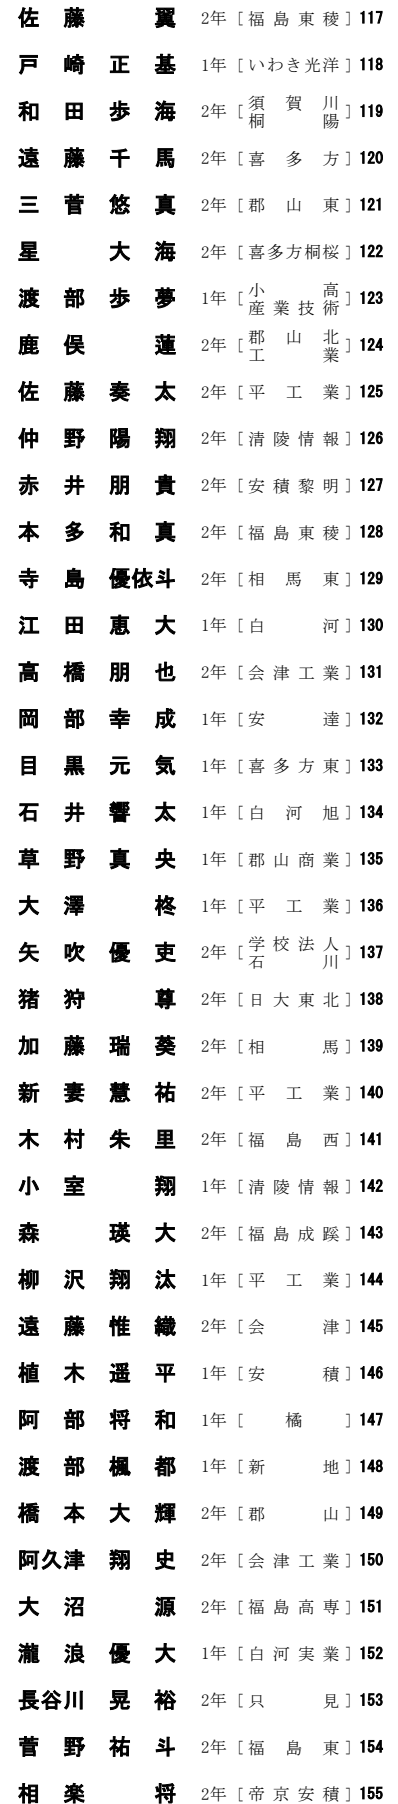 佐藤 翼 2年 [福島東稜] 117
戸崎正基 1年 [いわき光洋] 118
和田歩海 2年 [須賀川桐陽] 119
遠藤千馬 2年 [喜多方] 120
三菅悠真 2年 [郡山東] 121
星 大海 2年 [喜多方桐桜] 122
渡部歩夢 1年 [小高産業技術] 123
鹿俣 蓮 2年 [郡山北工業] 124
佐藤奏太 2年 [平工業] 125
仲野陽翔 2年 [清陵情報] 126
赤井朋貴 2年 [安積黎明] 127
本多和真 2年 [福島東稜] 128
寺島優依斗 2年 [相馬東] 129
江田恵大 1年 [白河] 130
高橋朋也 2年 [会津工業] 131
岡部幸成 1年 [安達] 132
目黒元気 1年 [喜多方東] 133
石井響太 1年 [白河旭] 134
草野真央 1年 [郡山商業] 135
大澤 柊 1年 [平工業] 136
矢吹優吏 2年 [学校法人石川] 137
猪狩 尊 2年 [日大東北] 138
加藤瑞葵 2年 [相馬] 139
新妻慧祐 2年 [平工業] 140
木村朱里 2年 [福島西] 141
小室 翔 1年 [清陵情報] 142
森 瑛大 2年 [福島成蹊] 143
柳沢翔汰 1年 [平工業] 144
遠藤惟織 2年 [会津] 145
植木遥平 1年 [安積] 146
阿部将和 1年 [橘] 147
渡部楓都 1年 [新地] 148
橋本大輝 2年 [郡山] 149
阿久津翔史 2年 [会津工業] 150
大沼 源 2年 [福島高専] 151
瀧浪優大 1年 [白河実業] 152
長谷川晃裕 2年 [只見] 153
菅野祐斗 2年 [福島東] 154
相楽 将 2年 [帝京安積] 155